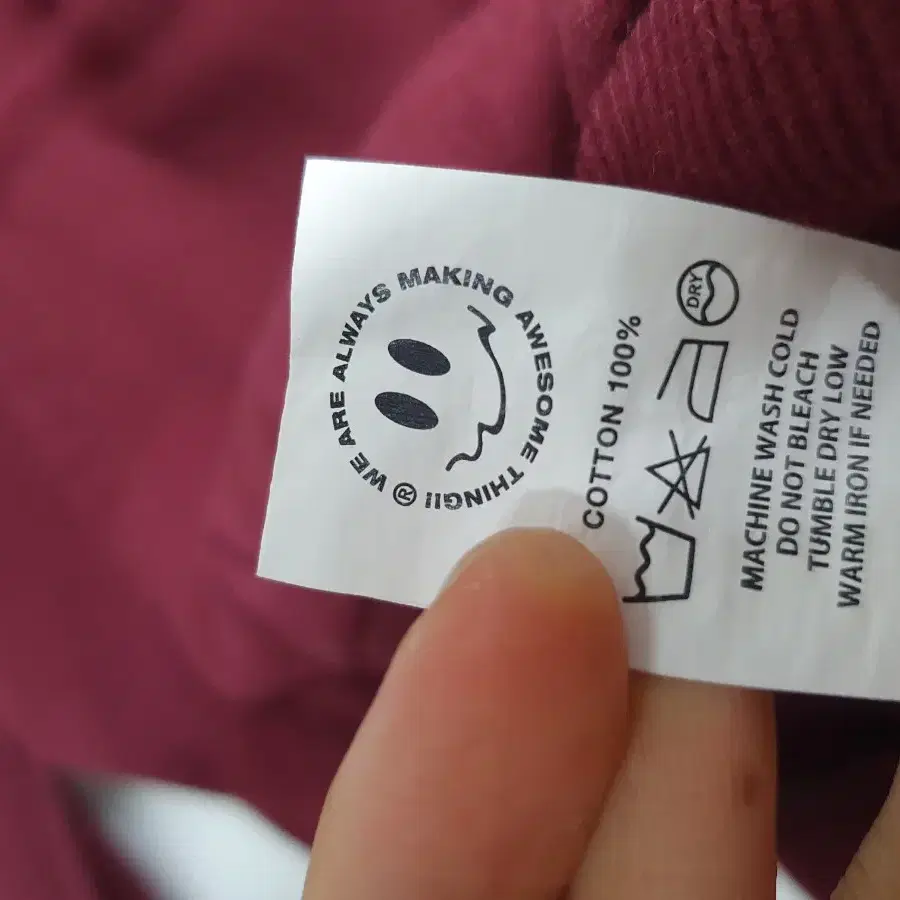 WE ARE ALWAYS MAKING AWESOME THING!! ®
COTTON 100%
DRY
MACHINE WASH COLD
DO NOT BLEACH
TUMBLE DRY LOW
WARM IRON IF NEEDED